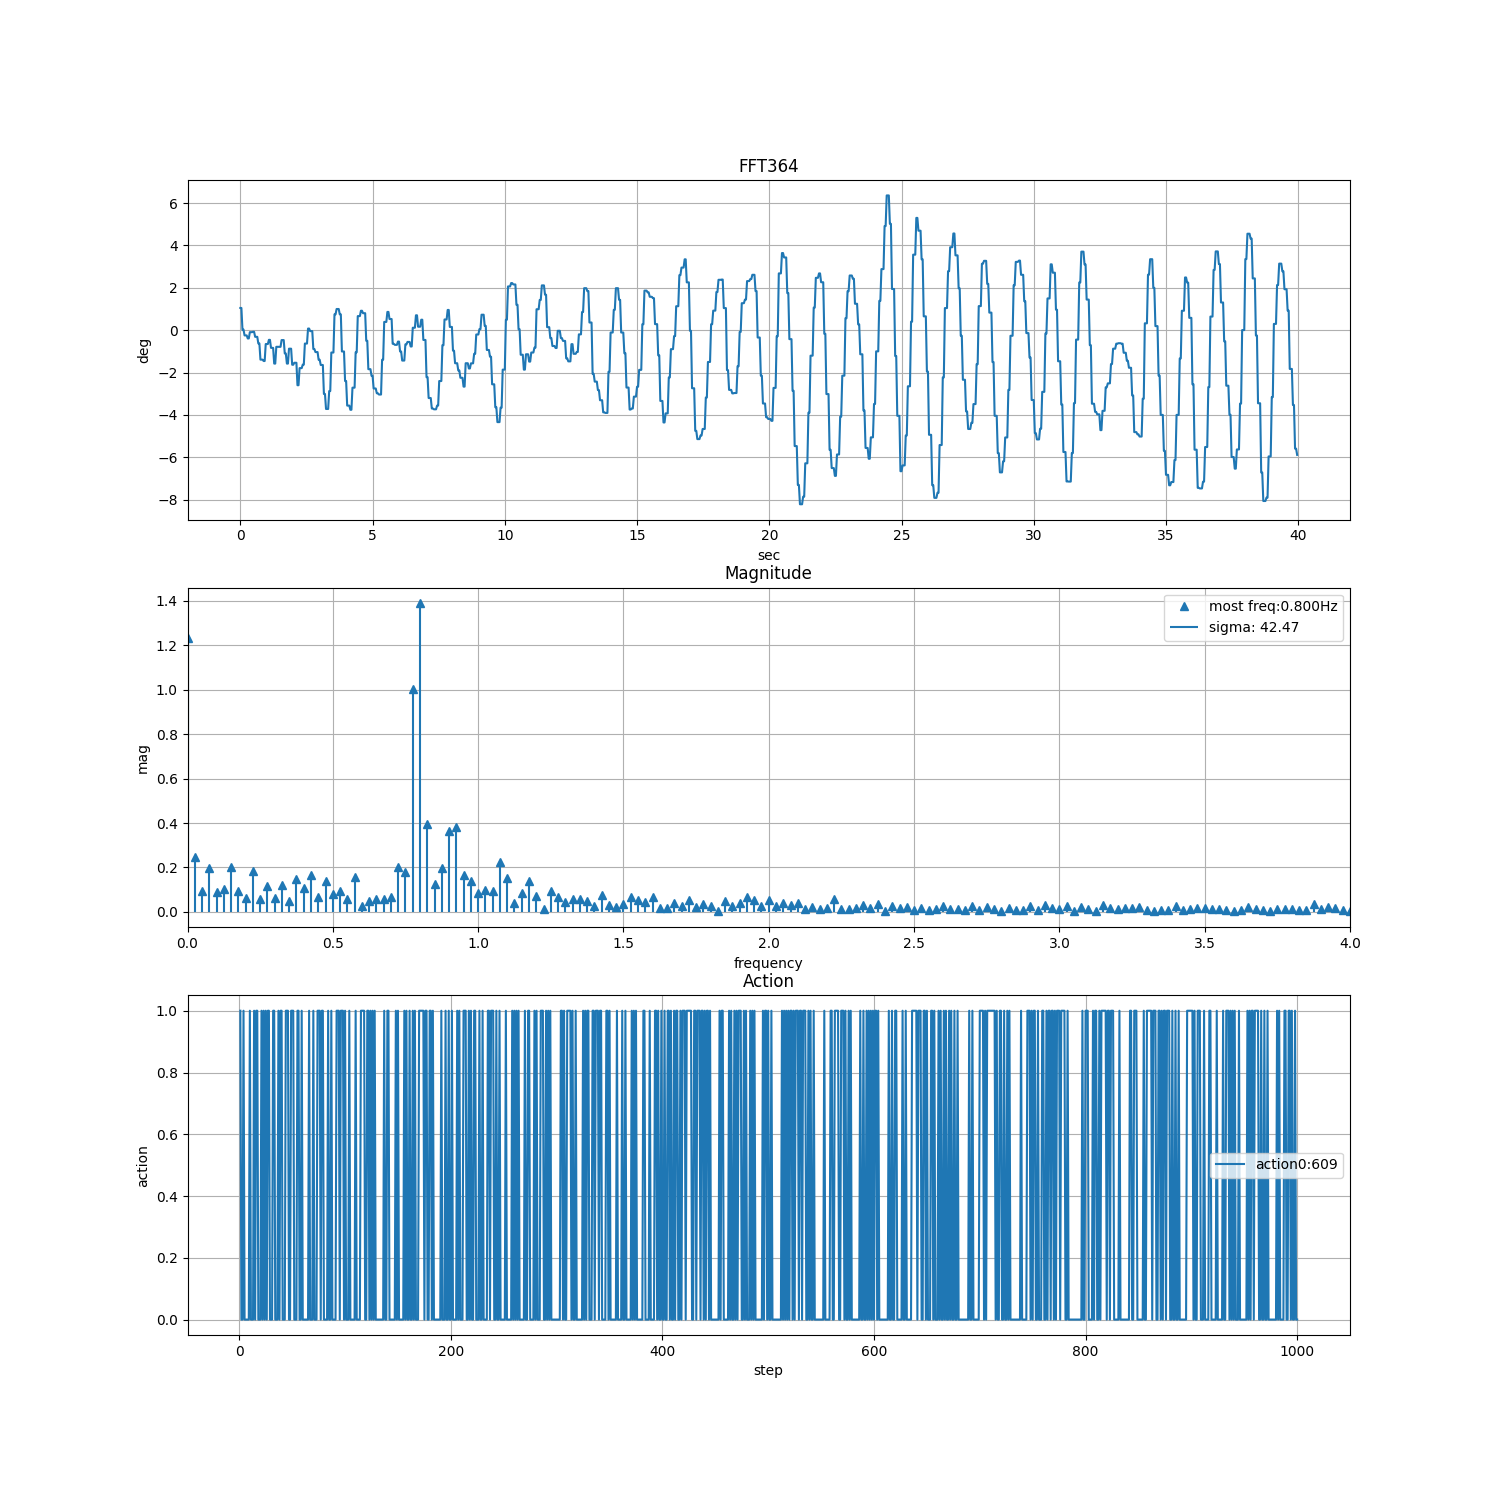 FFT364
6
4
2
0
−2
−4
−6
−8
deg
0 5 10 15 20 25 30 35 40
sec
Magnitude
1.4
1.2
1.0
0.8
0.6
0.4
0.2
0.0
mag
most freq:0.800Hz
sigma: 42.47
0.0 0.5 1.0 1.5 2.0 2.5 3.0 3.5 4.0
frequency
Action
1.0
0.8
0.6
0.4
0.2
0.0
action
action0:609
0 200 400 600 800 1000
step